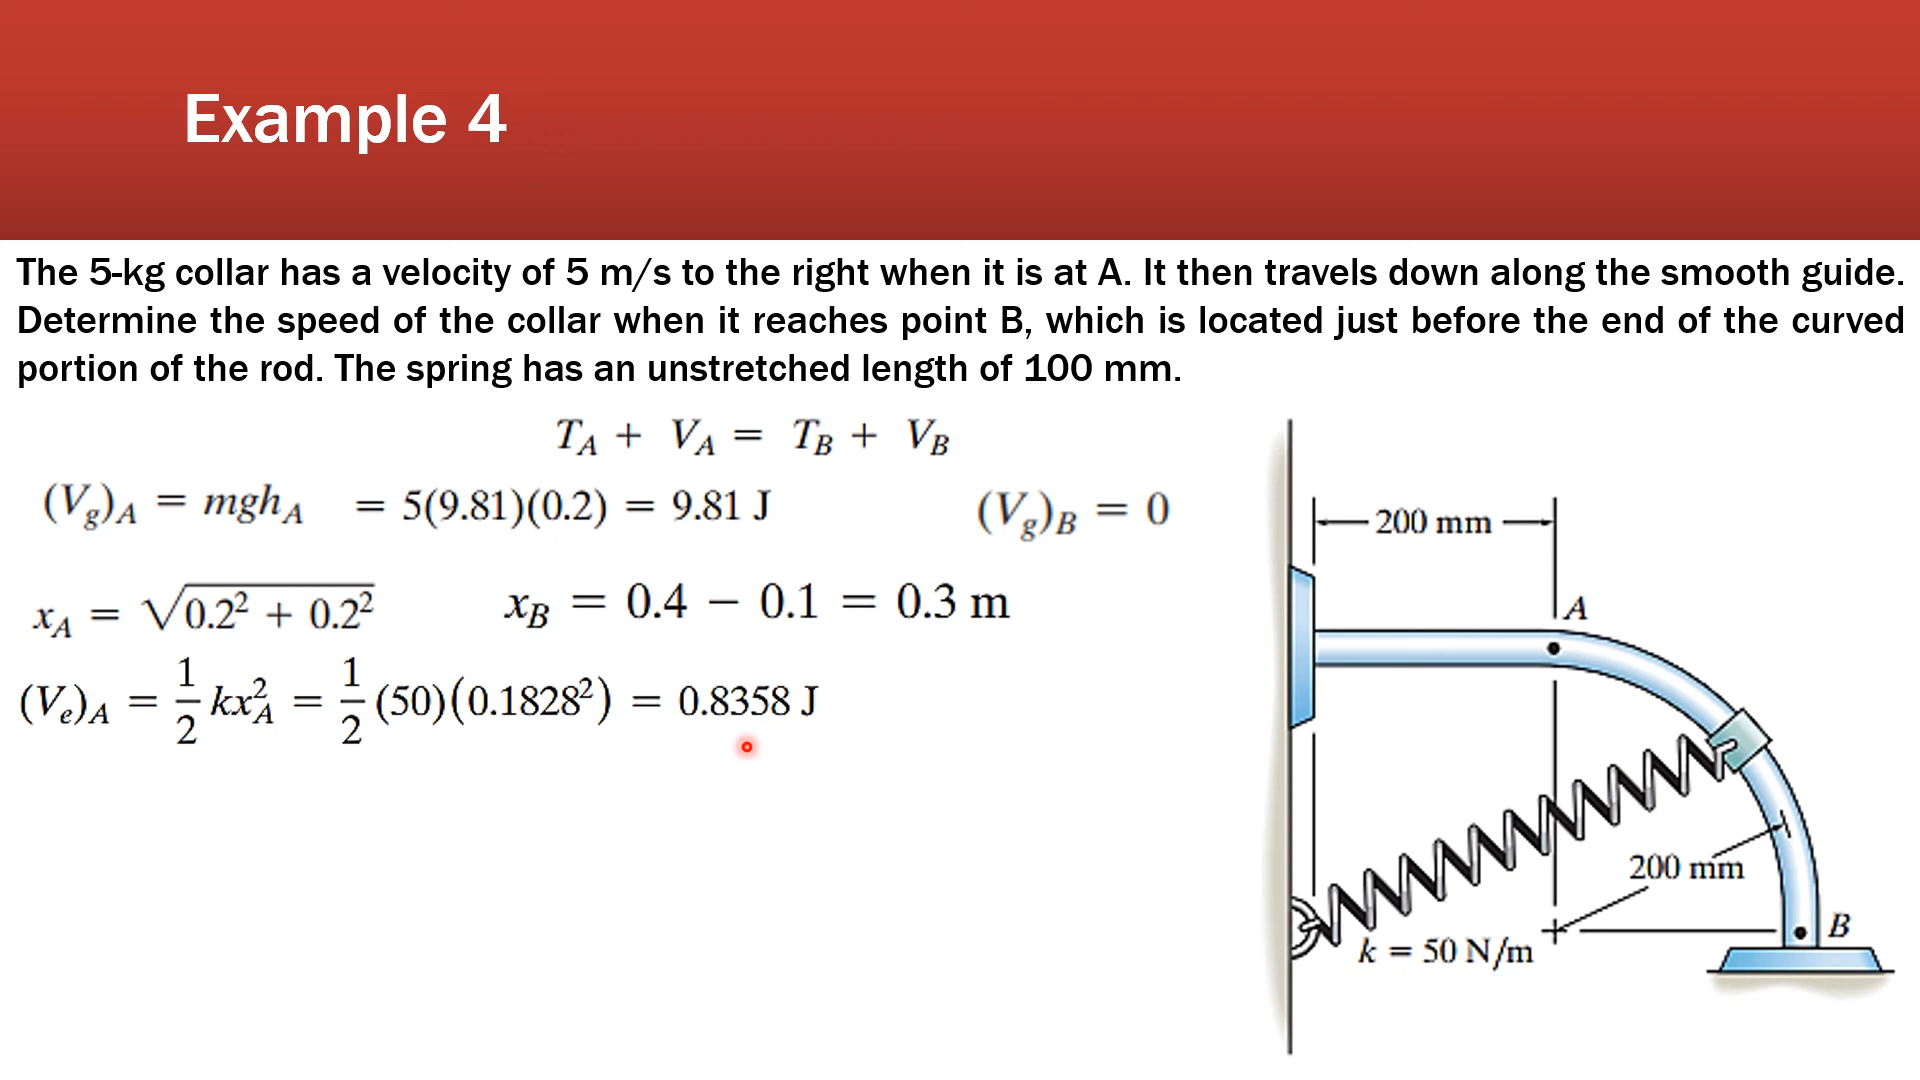 Example 4
The 5-kg collar has a velocity of 5 m/s to the right when it is at A. It then travels down along the smooth guide.
Determine the speed of the collar when it reaches point B, which is located just before the end of the curved
portion of the rod. The spring has an unstretched length of 100 mm.
T_A + V_A = T_B + V_B
(V_g)_A = mgh_A = 5(9.81)(0.2) = 9.81 J (V_g)_B = 0
x_A = √(0.2² + 0.2²) x_B = 0.4 − 0.1 = 0.3 m
(V_e)_A = 1/2 kx_A² = 1/2 (50)(0.1828²) = 0.8358 J
200 mm
A
200 mm
B
k = 50 N/m